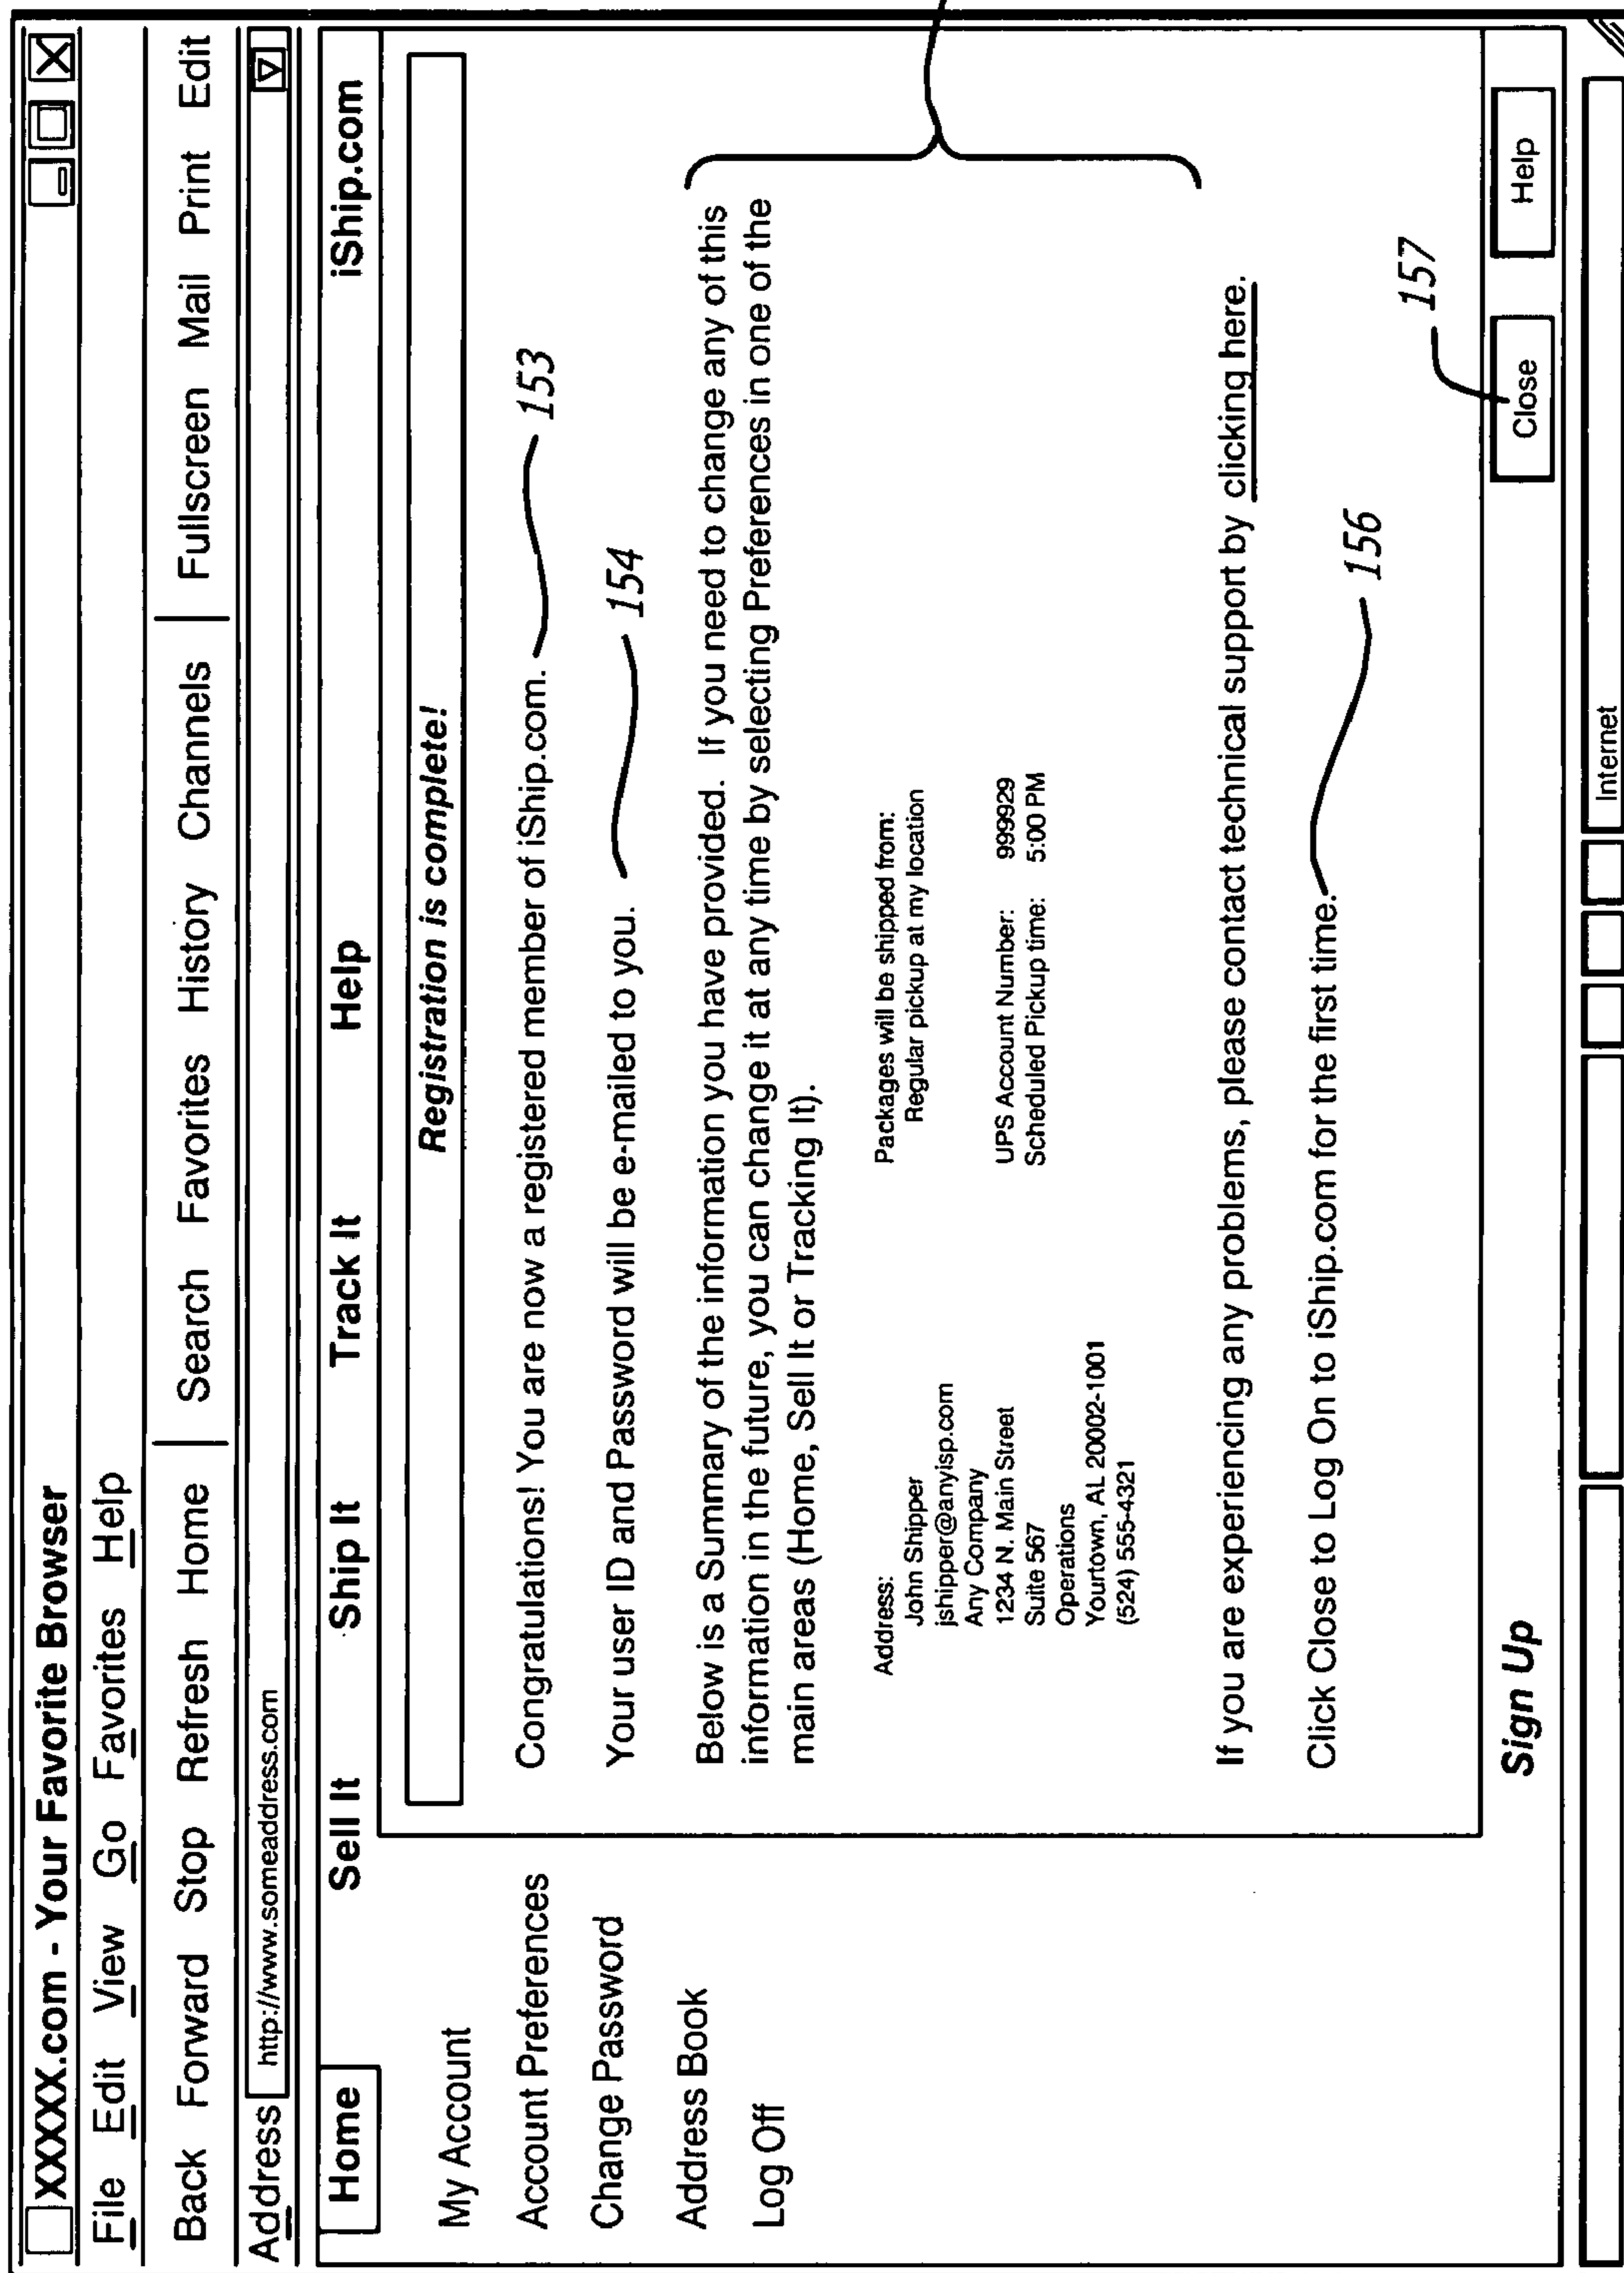 XXXXX.com - Your Favorite Browser
File Edit View Go Favorites Help
Back Forward Stop Refresh Home | Search Favorites History Channels | Fullscreen Mail Print Edit
Address http://www.someaddress.com
Home Sell It Ship It Track It Help iShip.com
My Account
Account Preferences
Change Password
Address Book
Log Off
Registration is complete!
Congratulations! You are now a registered member of iShip.com. 153
Your user ID and Password will be e-mailed to you. 154
Below is a Summary of the information you have provided. If you need to change any of this
information in the future, you can change it at any time by selecting Preferences in one of the
main areas (Home, Sell It or Tracking It).
Address:
John Shipper
jshipper@anyisp.com
Any Company
1234 N. Main Street
Suite 567
Operations
Yourtown, AL 20002-1001
(524) 555-4321
Packages will be shipped from:
Regular pickup at my location
UPS Account Number: 999929
Scheduled Pickup time: 5:00 PM
If you are experiencing any problems, please contact technical support by clicking here.
Click Close to Log On to iShip.com for the first time. 156
157
Sign Up Close Help
Internet